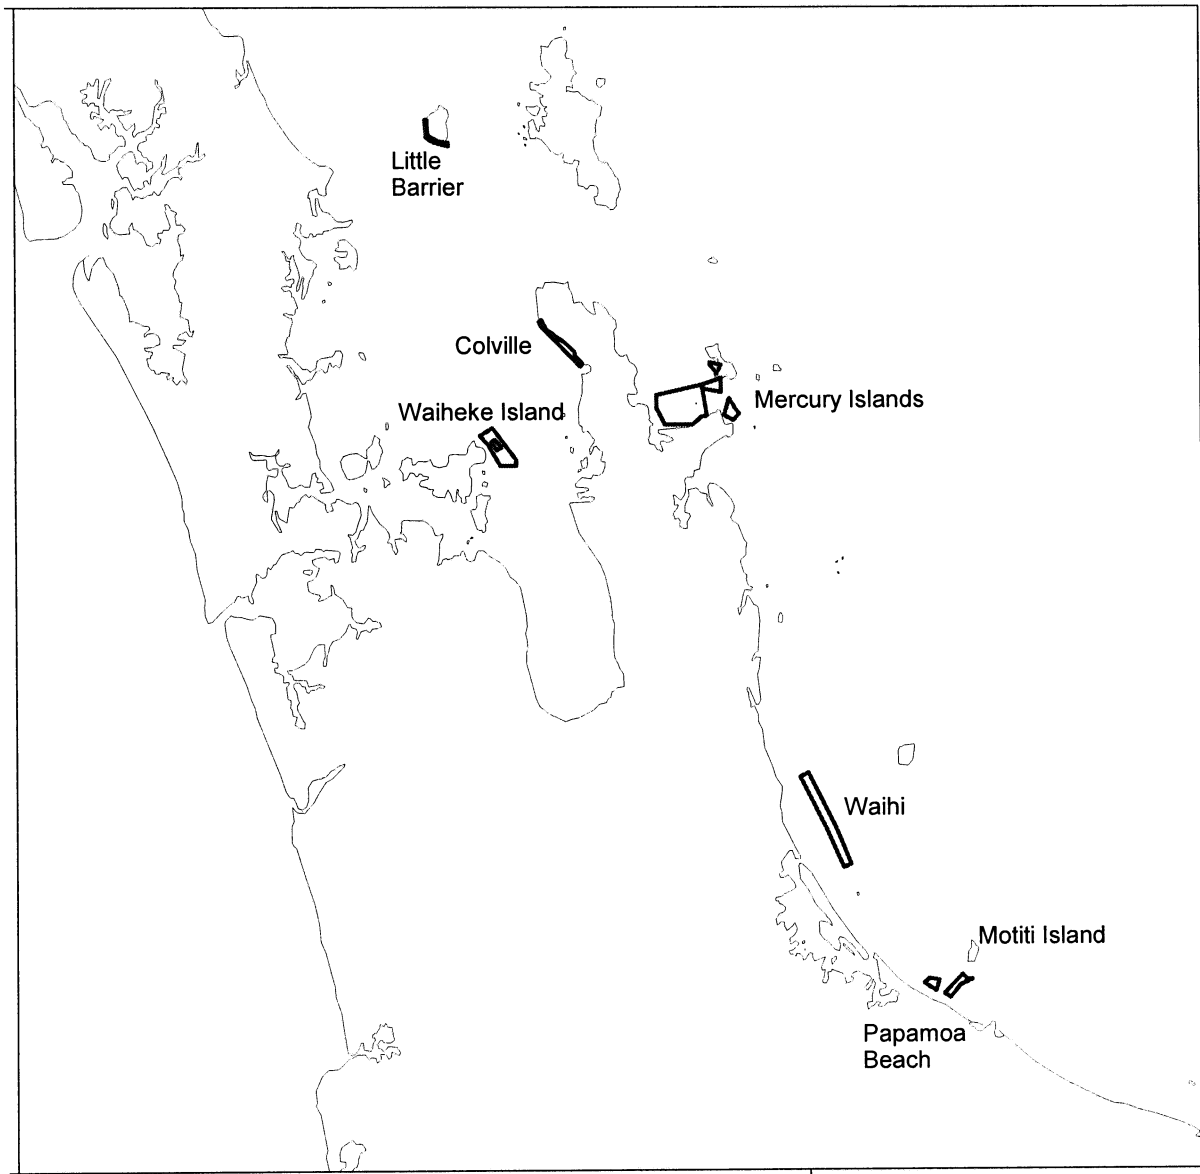 Little
Barrier
Colville
Mercury Islands
Waiheke Island
Waihi
Motiti Island
Papamoa
Beach